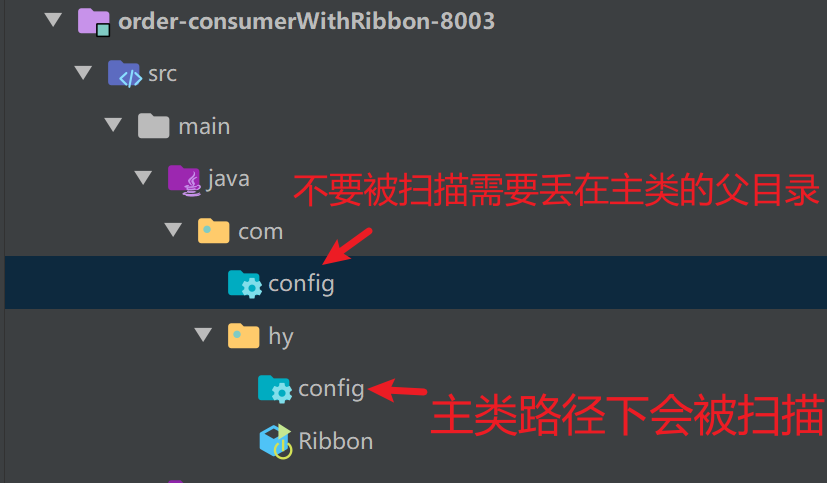 order-consumerWithRibbon-8003
src
main
java
不要被扫描需要丢在主类的父目录
com
config
hy
config
主类路径下会被扫描
Ribbon